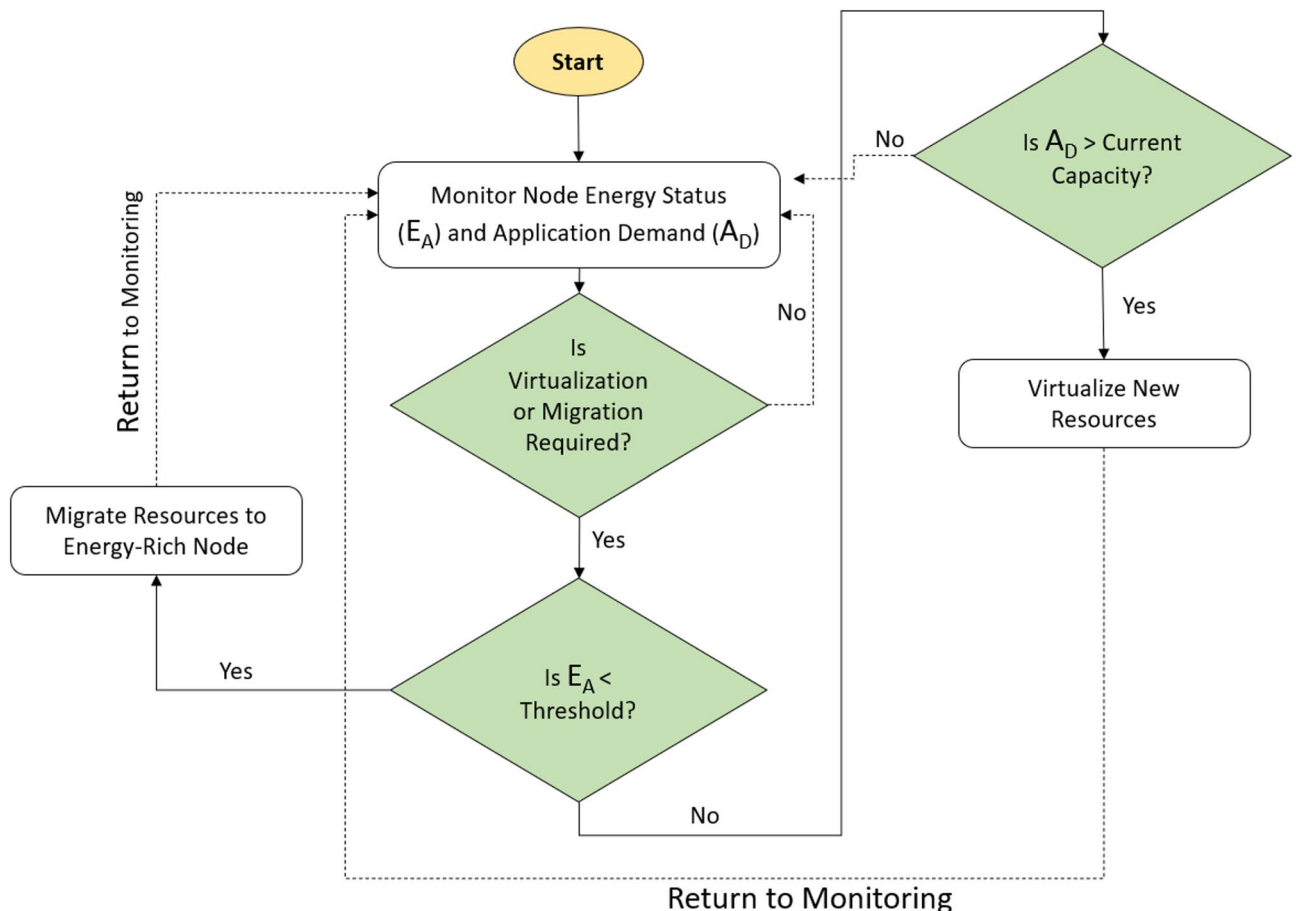 Start
Monitor Node Energy Status
(E_A) and Application Demand (A_D)
No
Is
Virtualization
or Migration
Required?
Yes
Is E_A <
Threshold?
Yes
Migrate Resources to
Energy-Rich Node
Return to Monitoring
No
Is A_D > Current
Capacity?
No
Yes
Virtualize New
Resources
Return to Monitoring